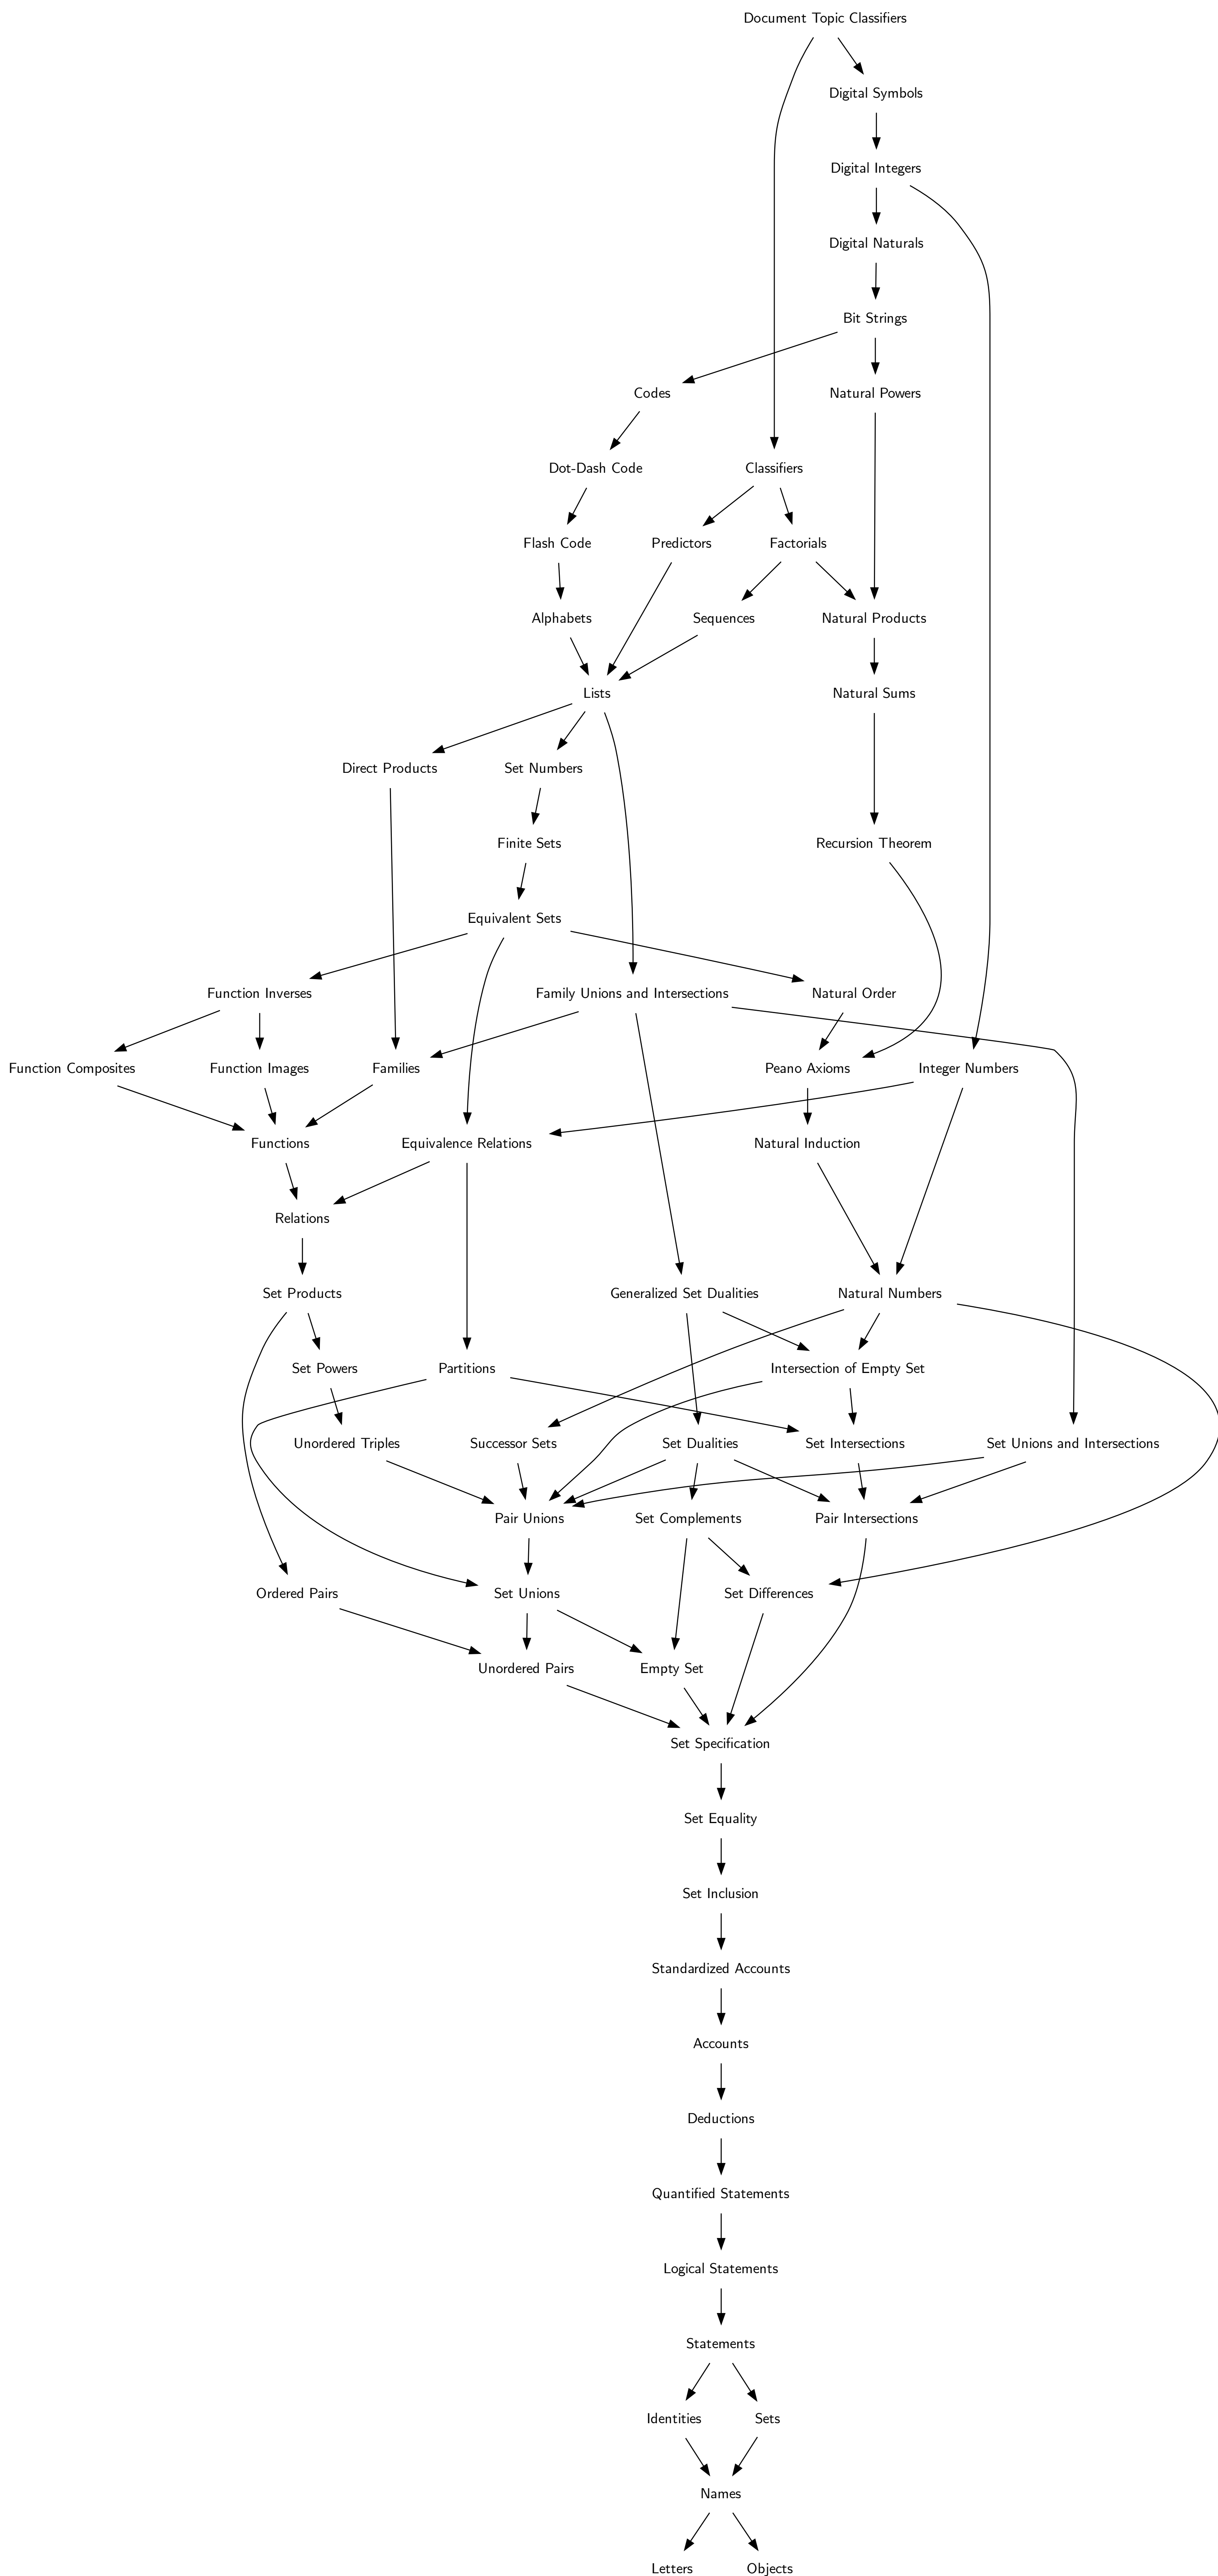 Document Topic Classifiers
Digital Symbols
Digital Integers
Digital Naturals
Bit Strings
Codes
Natural Powers
Dot-Dash Code
Classifiers
Flash Code
Predictors
Factorials
Alphabets
Sequences
Natural Products
Lists
Natural Sums
Direct Products
Set Numbers
Finite Sets
Recursion Theorem
Equivalent Sets
Function Inverses
Family Unions and Intersections
Natural Order
Function Composites
Function Images
Families
Peano Axioms
Integer Numbers
Functions
Equivalence Relations
Natural Induction
Relations
Set Products
Generalized Set Dualities
Natural Numbers
Set Powers
Partitions
Intersection of Empty Set
Unordered Triples
Successor Sets
Set Dualities
Set Intersections
Set Unions and Intersections
Pair Unions
Set Complements
Pair Intersections
Ordered Pairs
Set Unions
Set Differences
Unordered Pairs
Empty Set
Set Specification
Set Equality
Set Inclusion
Standardized Accounts
Accounts
Deductions
Quantified Statements
Logical Statements
Statements
Identities
Sets
Names
Letters
Objects